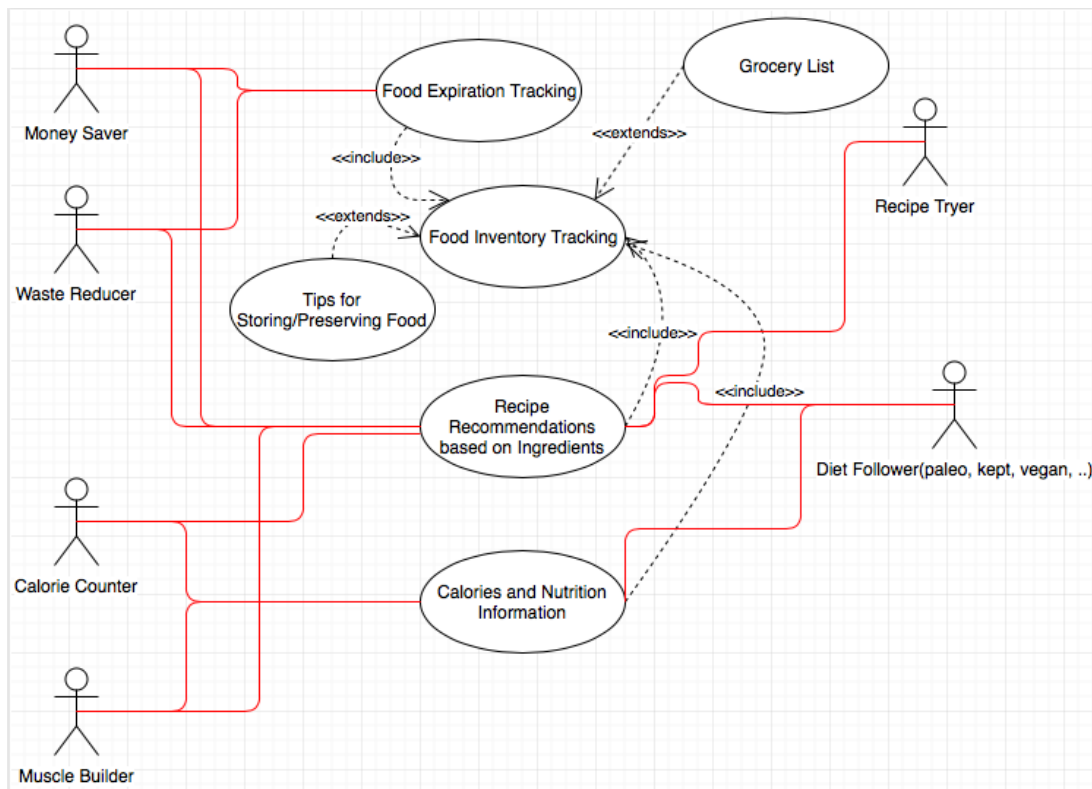 Money Saver
Food Expiration Tracking
Grocery List
<<extends>>
<<include>>
Recipe Tryer
Waste Reducer
<<extends>>
Food Inventory Tracking
Tips for
Storing/Preserving Food
<<include>>
<<include>>
Recipe
Recommendations
based on Ingredients
Diet Follower(paleo, kept, vegan, ..)
Calorie Counter
Calories and Nutrition
Information
Muscle Builder